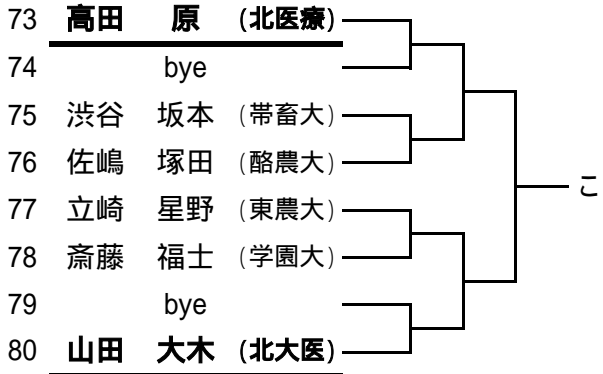 73 高田 原 (北医療)
74 bye
75 渋谷 坂本 (帯畜大)
76 佐嶋 塚田 (酪農大)
77 立崎 星野 (東農大)
78 斎藤 福士 (学園大)
79 bye
80 山田 大木 (北大医)
こ